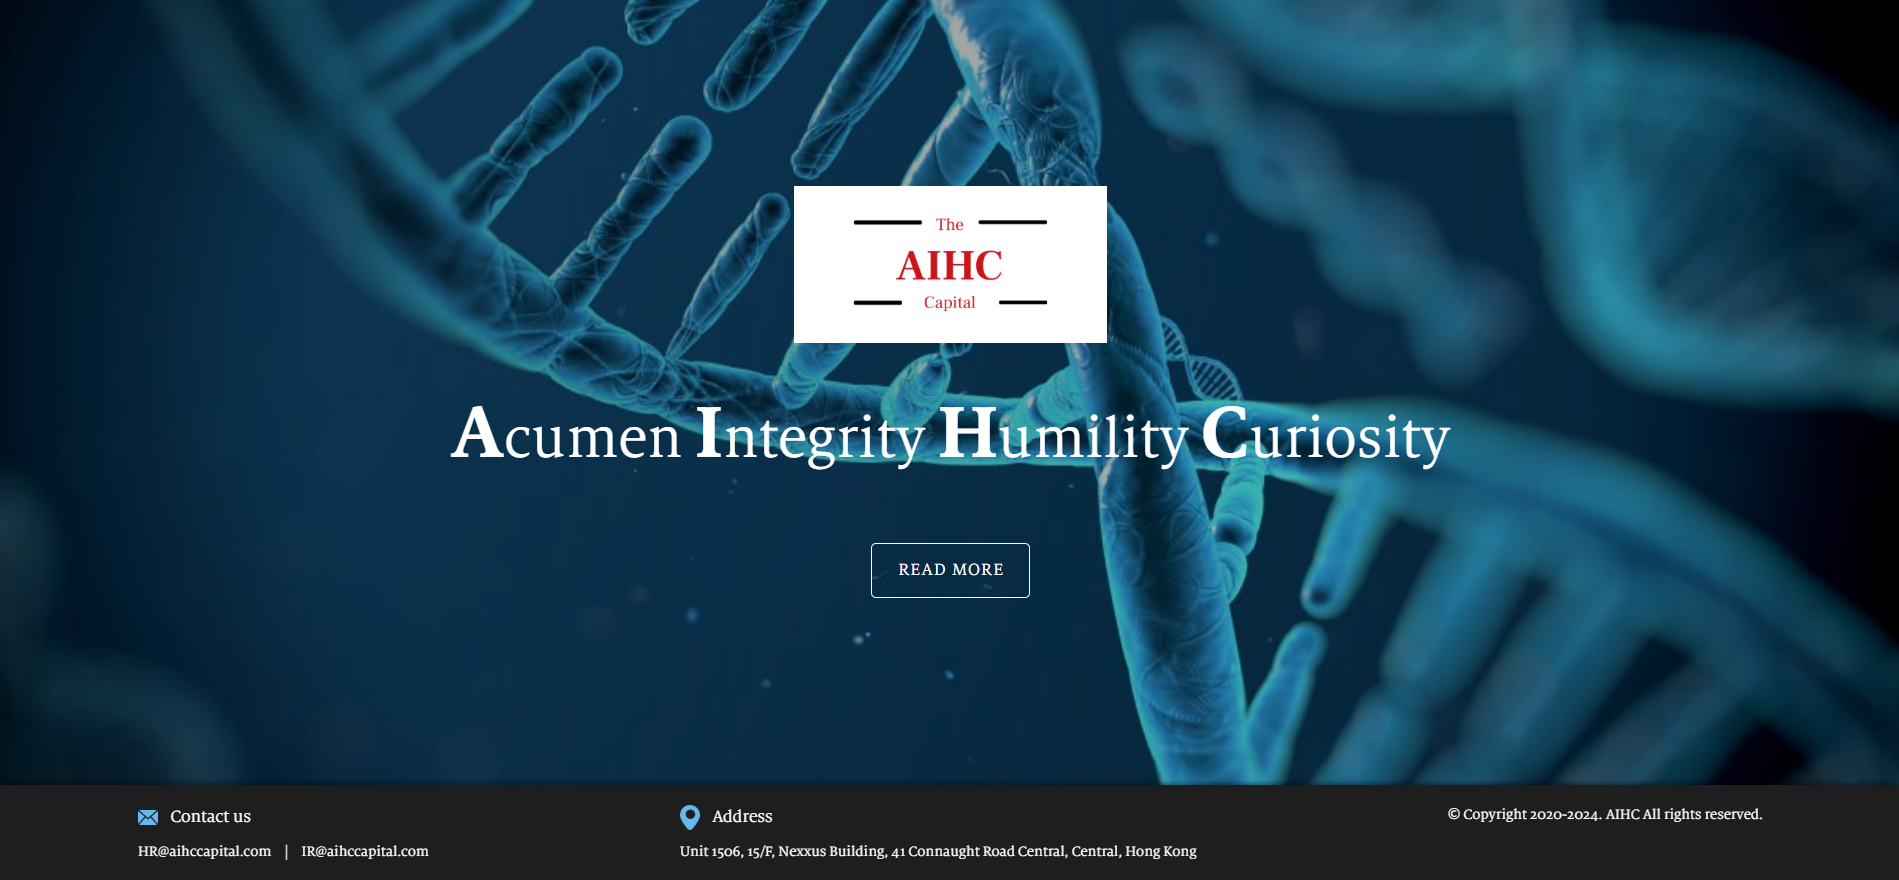 The
AIHC
Capital
Acumen Integrity Humility Curiosity
READ MORE
Contact us
HR@aihccapital.com | IR@aihccapital.com
Address
Unit 1506, 15/F, Nexxus Building, 41 Connaught Road Central, Central, Hong Kong
© Copyright 2020-2024. AIHC All rights reserved.